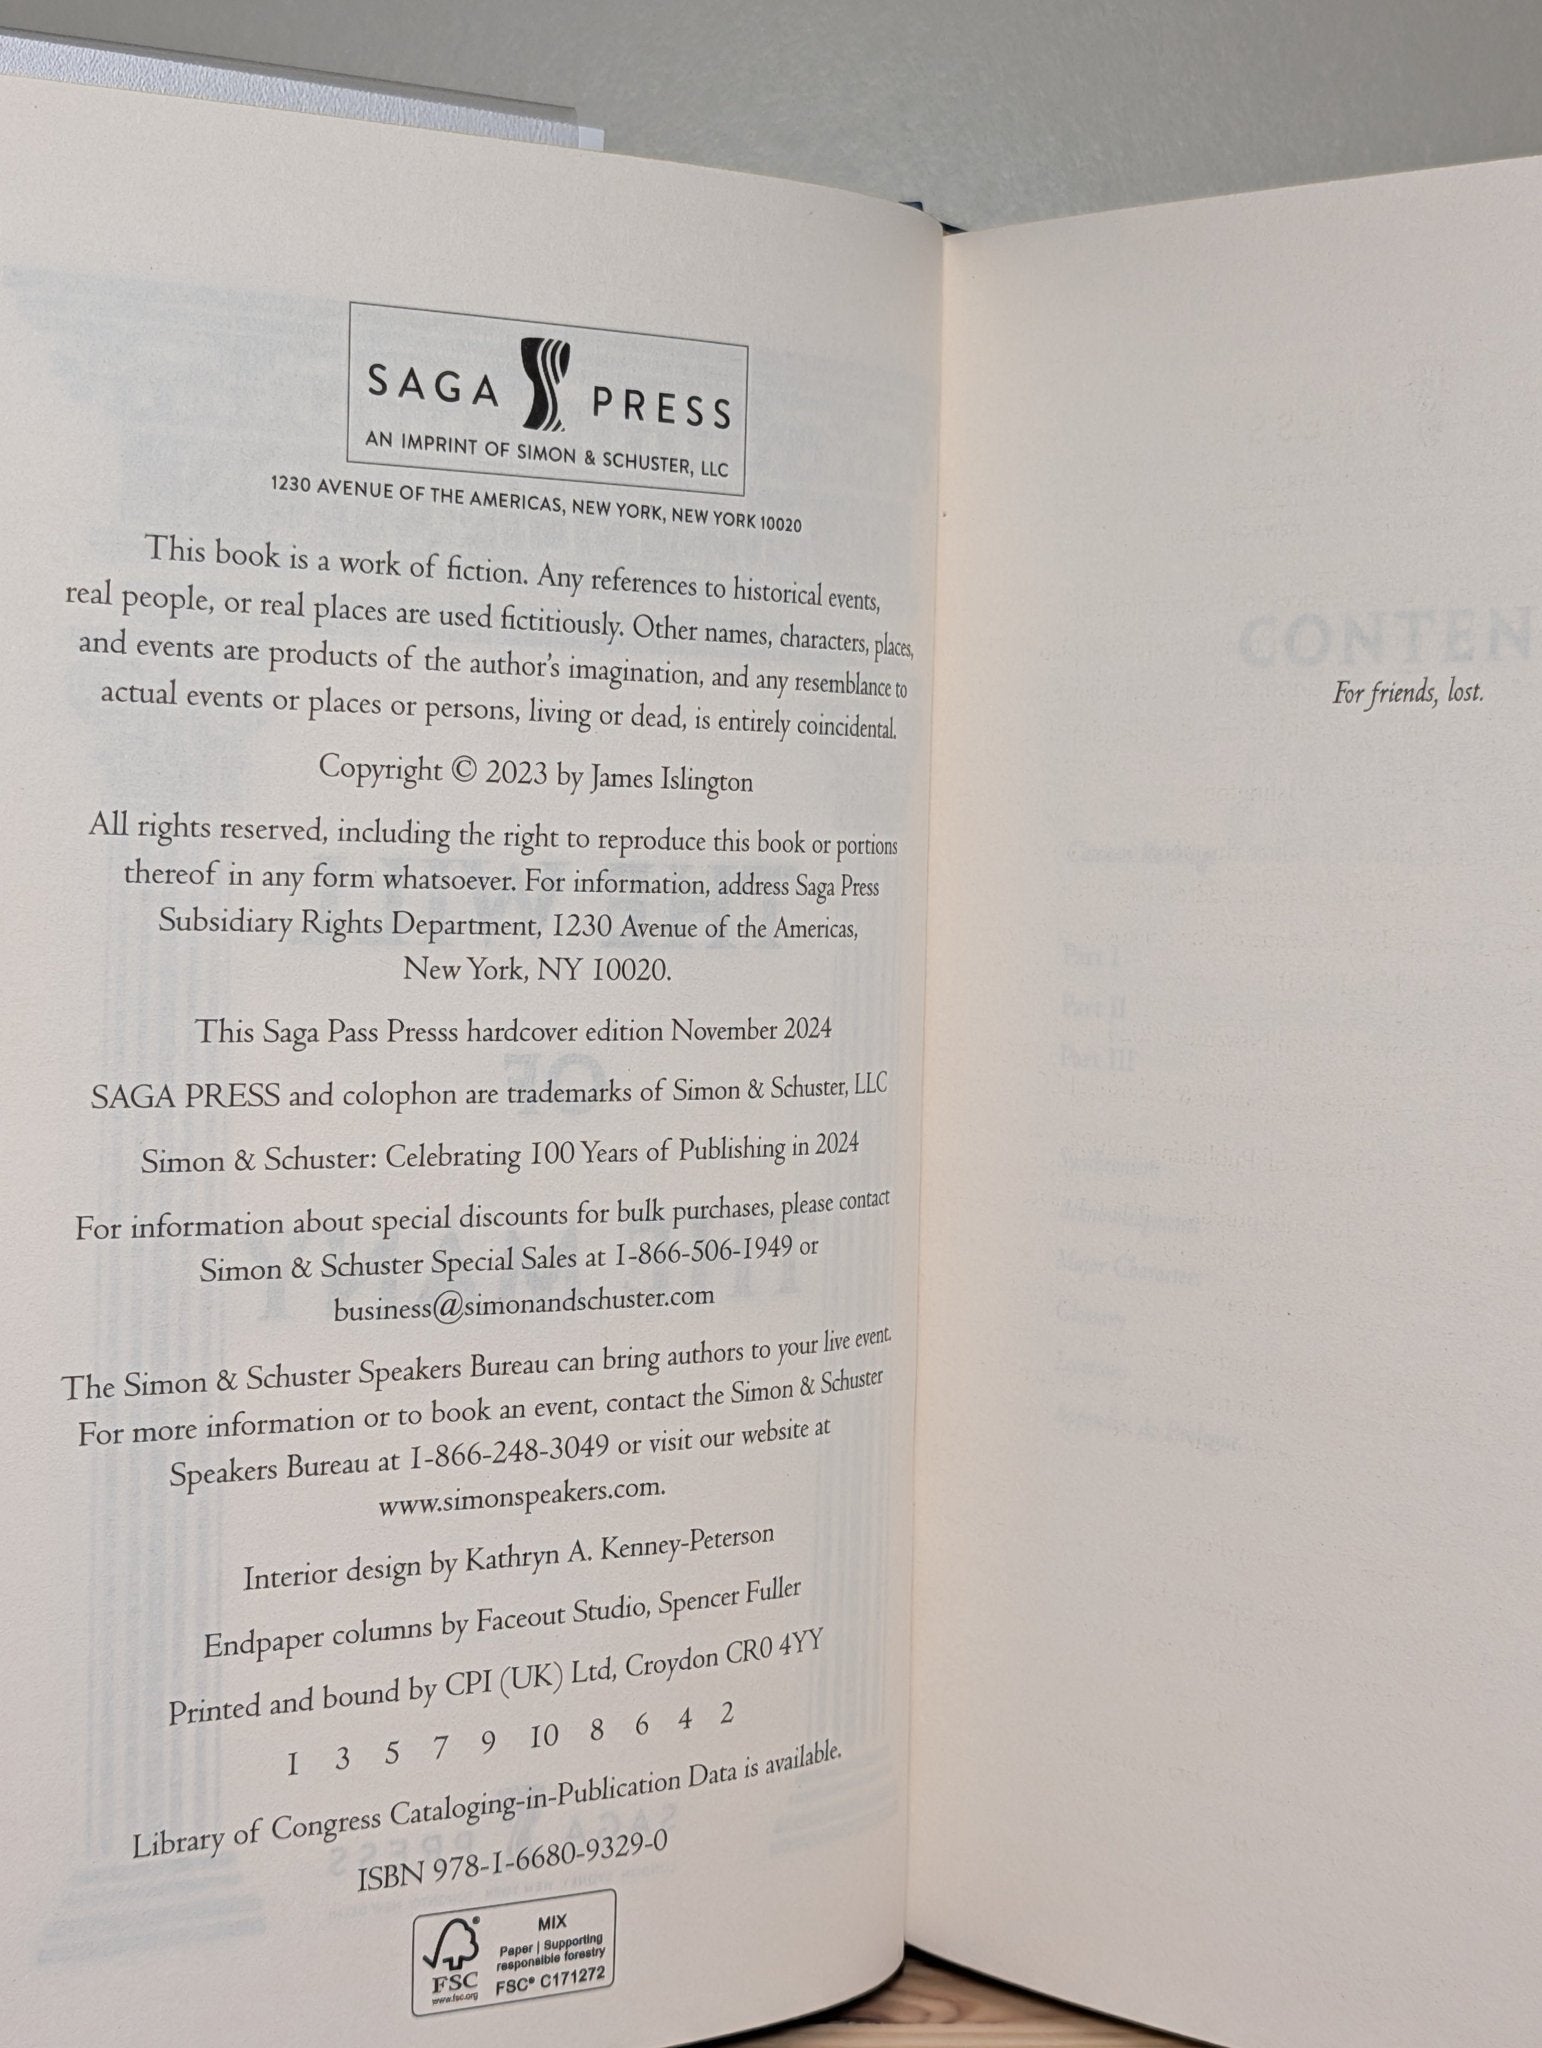 SAGA PRESS
AN IMPRINT OF SIMON & SCHUSTER, LLC
1230 AVENUE OF THE AMERICAS, NEW YORK, NEW YORK 10020
This book is a work of fiction. Any references to historical events,
real people, or real places are used fictitiously. Other names, characters, places,
and events are products of the author's imagination, and any resemblance to
actual events or places or persons, living or dead, is entirely coincidental.
Copyright © 2023 by James Islington
All rights reserved, including the right to reproduce this book or portions
thereof in any form whatsoever. For information, address Saga Press
Subsidiary Rights Department, 1230 Avenue of the Americas,
New York, NY 10020.
This Saga Pass Presss hardcover edition November 2024
SAGA PRESS and colophon are trademarks of Simon & Schuster, LLC
Simon & Schuster: Celebrating 100 Years of Publishing in 2024
For information about special discounts for bulk purchases, please contact
Simon & Schuster Special Sales at 1-866-506-1949 or
business@simonandschuster.com
The Simon & Schuster Speakers Bureau can bring authors to your live event.
For more information or to book an event, contact the Simon & Schuster
Speakers Bureau at 1-866-248-3049 or visit our website at
www.simonspeakers.com.
Interior design by Kathryn A. Kenney-Peterson
Endpaper columns by Faceout Studio, Spencer Fuller
Printed and bound by CPI (UK) Ltd, Croydon CR0 4YY
1 3 5 7 9 10 8 6 4 2
Library of Congress Cataloging-in-Publication Data is available.
ISBN 978-1-6680-9329-0
FSC®
www.fsc.org
MIX
Paper | Supporting
responsible forestry
FSC® C171272
CONTEN
For friends, lost.
Part I
Part II
Part III
Major Characters
Glossary